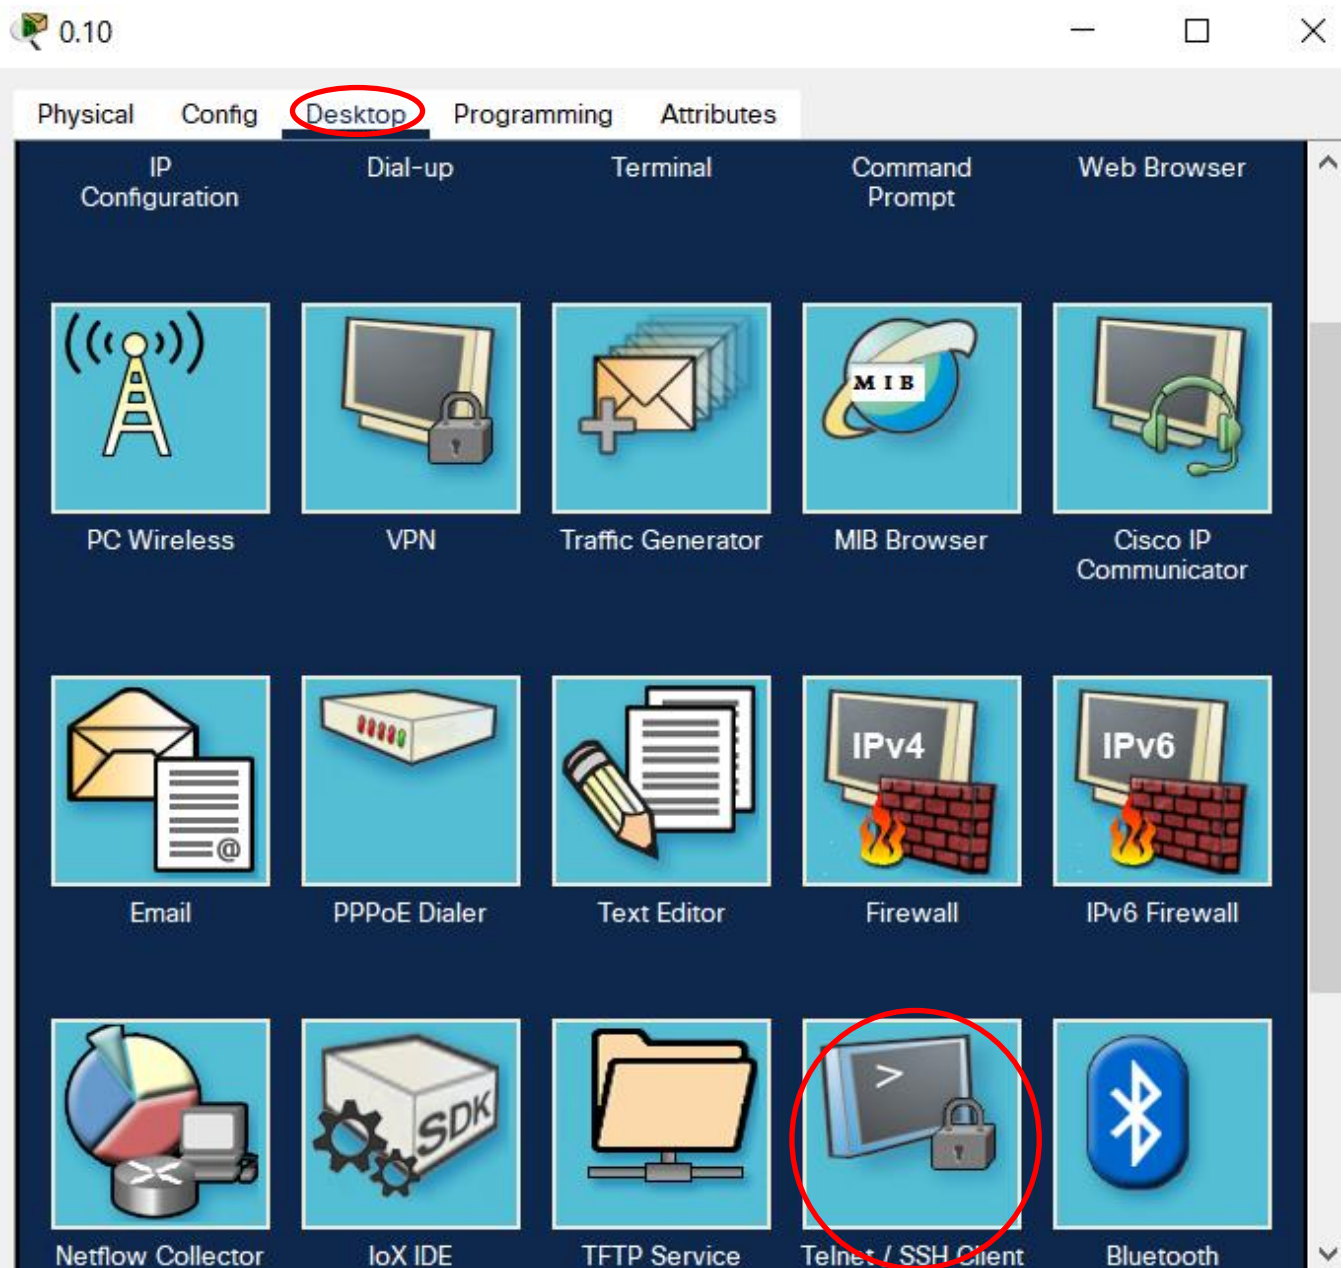 0.10
Physical Config Desktop Programming Attributes
IP Configuration
Dial-up
Terminal
Command Prompt
Web Browser
MIB
PC Wireless
VPN
Traffic Generator
MIB Browser
Cisco IP Communicator
IPv4
IPv6
@
Email
PPPoE Dialer
Text Editor
Firewall
IPv6 Firewall
SDK
>
Netflow Collector
IoX IDE
TFTP Service
Telnet / SSH Client
Bluetooth